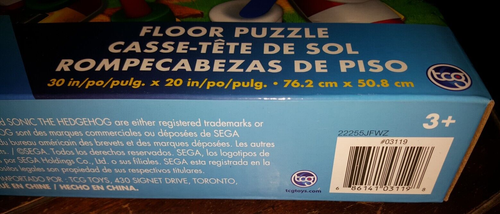 FLOOR PUZZLE
CASSE-TÊTE DE SOL
ROMPECABEZAS DE PISO
30 in/po/pulg. x 20 in/po/pulg. • 76.2 cm x 50.8 cm
tcg
SONIC THE HEDGEHOG are either registered trademarks or
sont des marques commerciales ou déposées de SEGA
du bureau américain des brevets et des marques déposées. Les autres
©SEGA. Todos los derechos reservados. SEGA, los logotipos de
por SEGA Holdings Co., Ltd. o sus filiales. SEGA esta registrada en la
son propiedad de sus respectivos titulares.
POR: -TCG TOYS, 430 SIGNET DRIVE, TORONTO,
EN CHINE / HECHO EN CHINA.
tcg
tcgtoys.com
22255JFWZ
3+
#03119
6 86141 03119 8